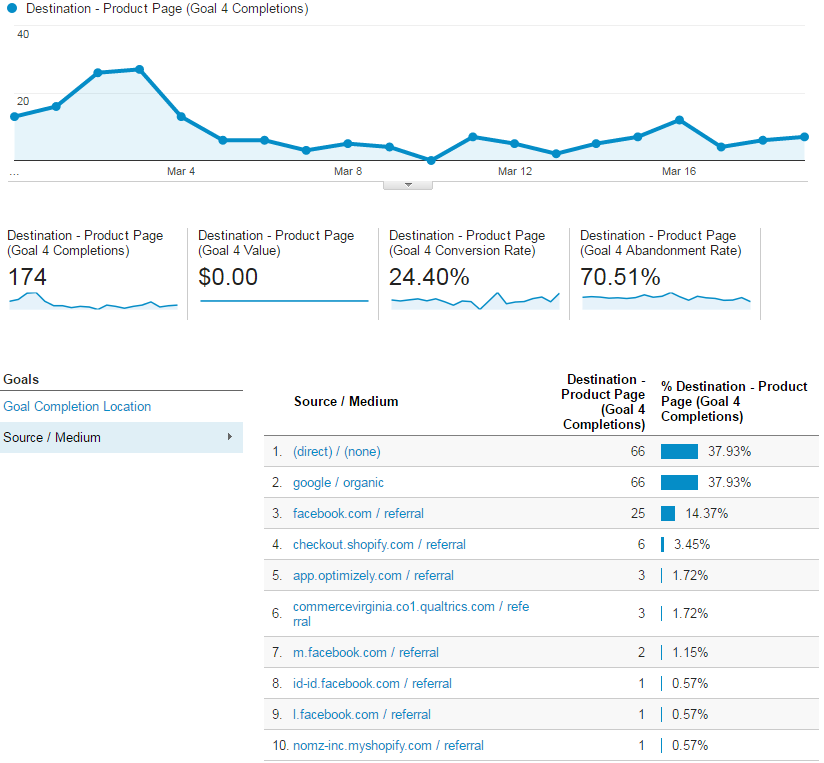 Destination - Product Page (Goal 4 Completions)
40
20
...
Mar 4
Mar 8
Mar 12
Mar 16
Destination - Product Page
(Goal 4 Completions)
174
Destination - Product Page
(Goal 4 Value)
$0.00
Destination - Product Page
(Goal 4 Conversion Rate)
24.40%
Destination - Product Page
(Goal 4 Abandonment Rate)
70.51%
Goals
Goal Completion Location
Source / Medium
Source / Medium
Destination -
Product Page
(Goal 4
Completions)
% Destination - Product
Page (Goal 4
Completions)
1. (direct) / (none) 66 37.93%
2. google / organic 66 37.93%
3. facebook.com / referral 25 14.37%
4. checkout.shopify.com / referral 6 3.45%
5. app.optimizely.com / referral 3 1.72%
6. commercevirginia.co1.qualtrics.com / refe
rral 3 1.72%
7. m.facebook.com / referral 2 1.15%
8. id-id.facebook.com / referral 1 0.57%
9. l.facebook.com / referral 1 0.57%
10. nomz-inc.myshopify.com / referral 1 0.57%